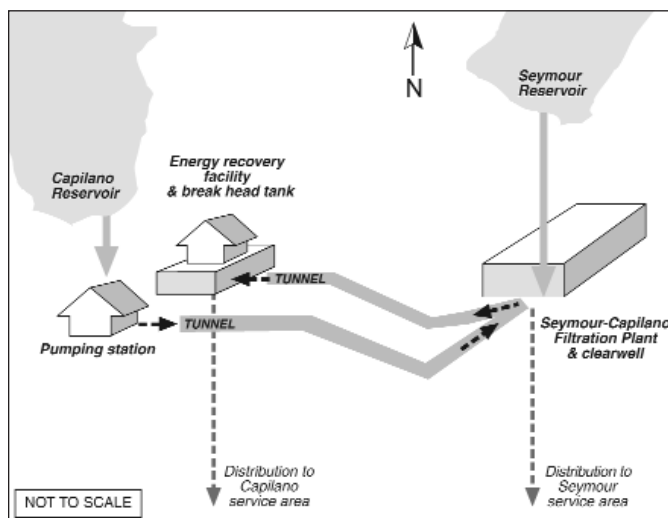 N
Seymour
Reservoir
Capilano
Reservoir
Energy recovery
facility
& break head tank
TUNNEL
TUNNEL
Pumping station
Seymour-Capilano
Filtration Plant
& clearwell
Distribution to
Capilano
service area
Distribution to
Seymour
service area
NOT TO SCALE